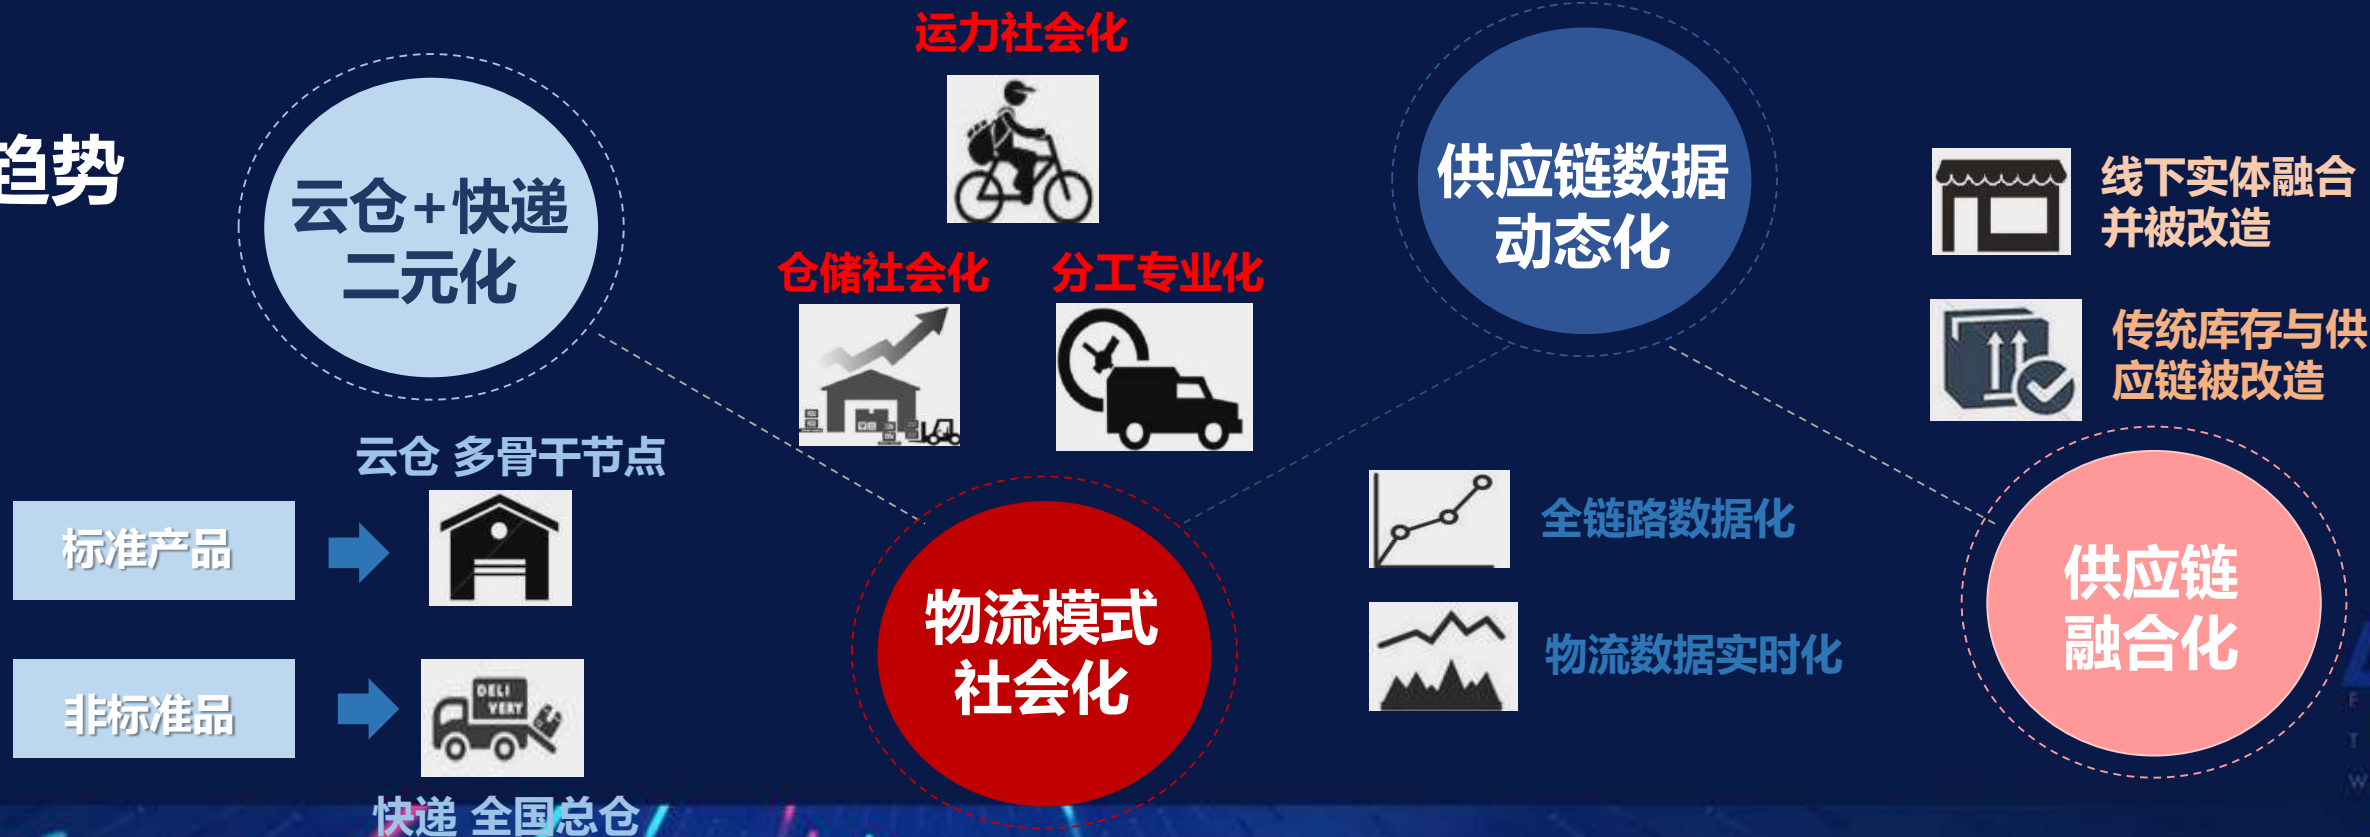 趋势
云仓+快递
二元化
云仓 多骨干节点
标准产品
非标准品
DELI
VERY
快递 全国总仓
运力社会化
仓储社会化
分工专业化
物流模式
社会化
供应链数据
动态化
全链路数据化
物流数据实时化
线下实体融合
并被改造
传统库存与供
应链被改造
供应链
融合化
F
T
W